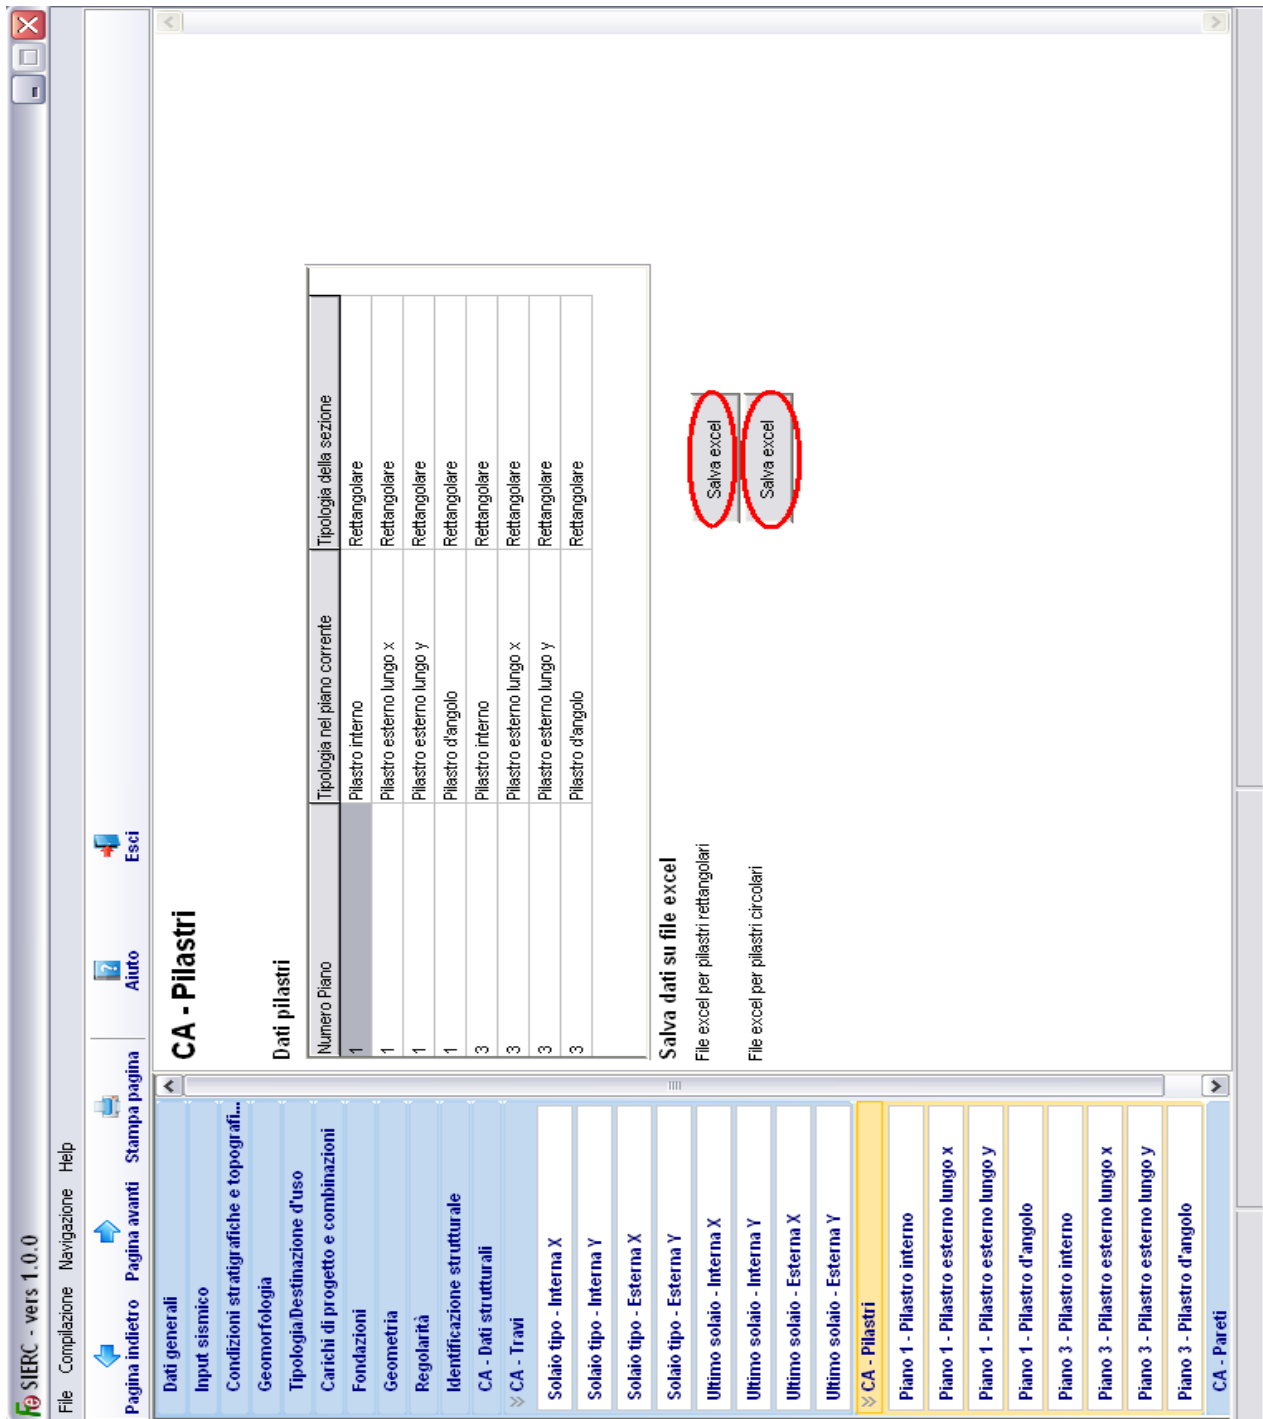 SIERC - vers 1.0.0
File Compilazione Navigazione Help
Pagina indietro Pagina avanti Stampa pagina Aiuto Esci
Dati generali
Input sismico
Condizioni stratigrafiche e topografi...
Geomorfologia
Tipologia/Destinazione d'uso
Carichi di progetto e combinazioni
Fondazioni
Geometria
Regolarità
Identificazione strutturale
CA - Dati strutturali
CA - Travi
Solaio tipo - Interna X
Solaio tipo - Interna Y
Solaio tipo - Esterna X
Solaio tipo - Esterna Y
Ultimo solaio - Interna X
Ultimo solaio - Interna Y
Ultimo solaio - Esterna X
Ultimo solaio - Esterna Y
CA - Pilastri
Piano 1 - Pilastro interno
Piano 1 - Pilastro esterno lungo x
Piano 1 - Pilastro esterno lungo y
Piano 1 - Pilastro d'angolo
Piano 3 - Pilastro interno
Piano 3 - Pilastro esterno lungo x
Piano 3 - Pilastro esterno lungo y
Piano 3 - Pilastro d'angolo
CA - Pareti
CA - Pilastri
Dati pilastri
Numero Piano Tipologia nel piano corrente Tipologia della sezione
1 Pilastro interno Rettangolare
1 Pilastro esterno lungo x Rettangolare
1 Pilastro esterno lungo y Rettangolare
1 Pilastro d'angolo Rettangolare
3 Pilastro interno Rettangolare
3 Pilastro esterno lungo x Rettangolare
3 Pilastro esterno lungo y Rettangolare
3 Pilastro d'angolo Rettangolare
Salva dati su file excel
File excel per pilastri rettangolari Salva excel
File excel per pilastri circolari Salva excel